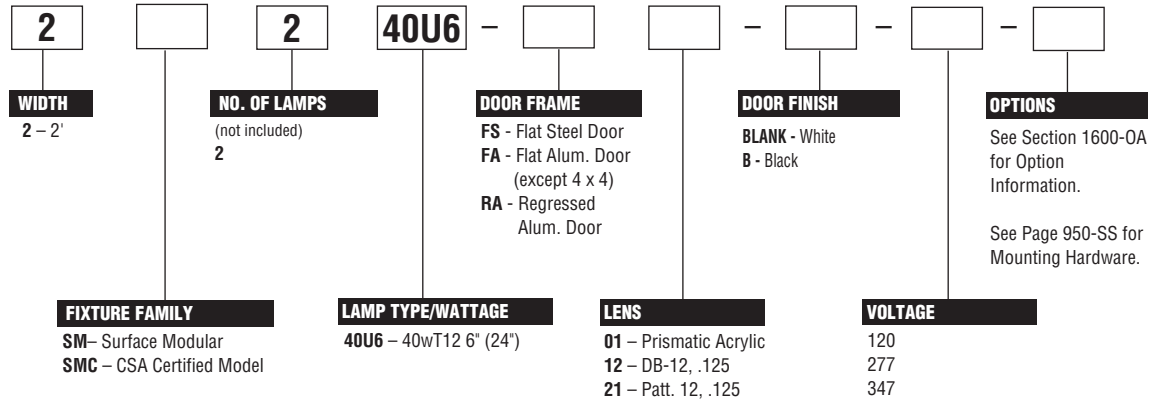 2 2 40U6 – – – –
WIDTH
2 – 2'
NO. OF LAMPS
(not included)
2
DOOR FRAME
FS - Flat Steel Door
FA - Flat Alum. Door
(except 4 x 4)
RA - Regressed
Alum. Door
DOOR FINISH
BLANK - White
B - Black
OPTIONS
See Section 1600-OA
for Option
Information.
See Page 950-SS for
Mounting Hardware.
FIXTURE FAMILY
SM– Surface Modular
SMC – CSA Certified Model
LAMP TYPE/WATTAGE
40U6 – 40wT12 6" (24")
LENS
01 – Prismatic Acrylic
12 – DB-12, .125
21 – Patt. 12, .125
VOLTAGE
120
277
347